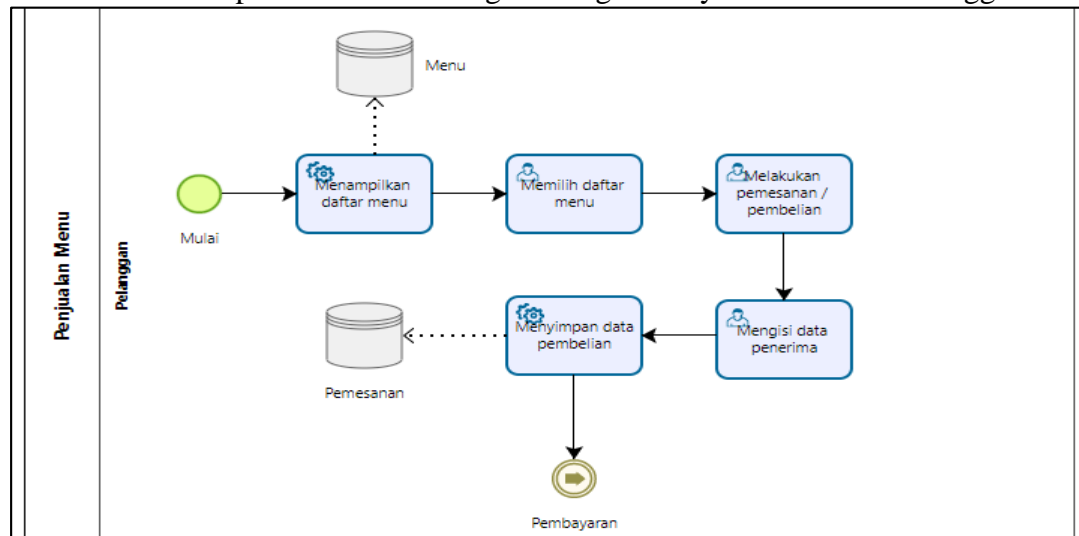 Menu
Menampilkan
daftar menu
Memilih daftar
menu
Melakukan
pemesanan /
pembelian
Mulai
Penjualan Menu
Pelanggan
Menyimpan data
pembelian
Mengisi data
penerima
Pemesanan
Pembayaran